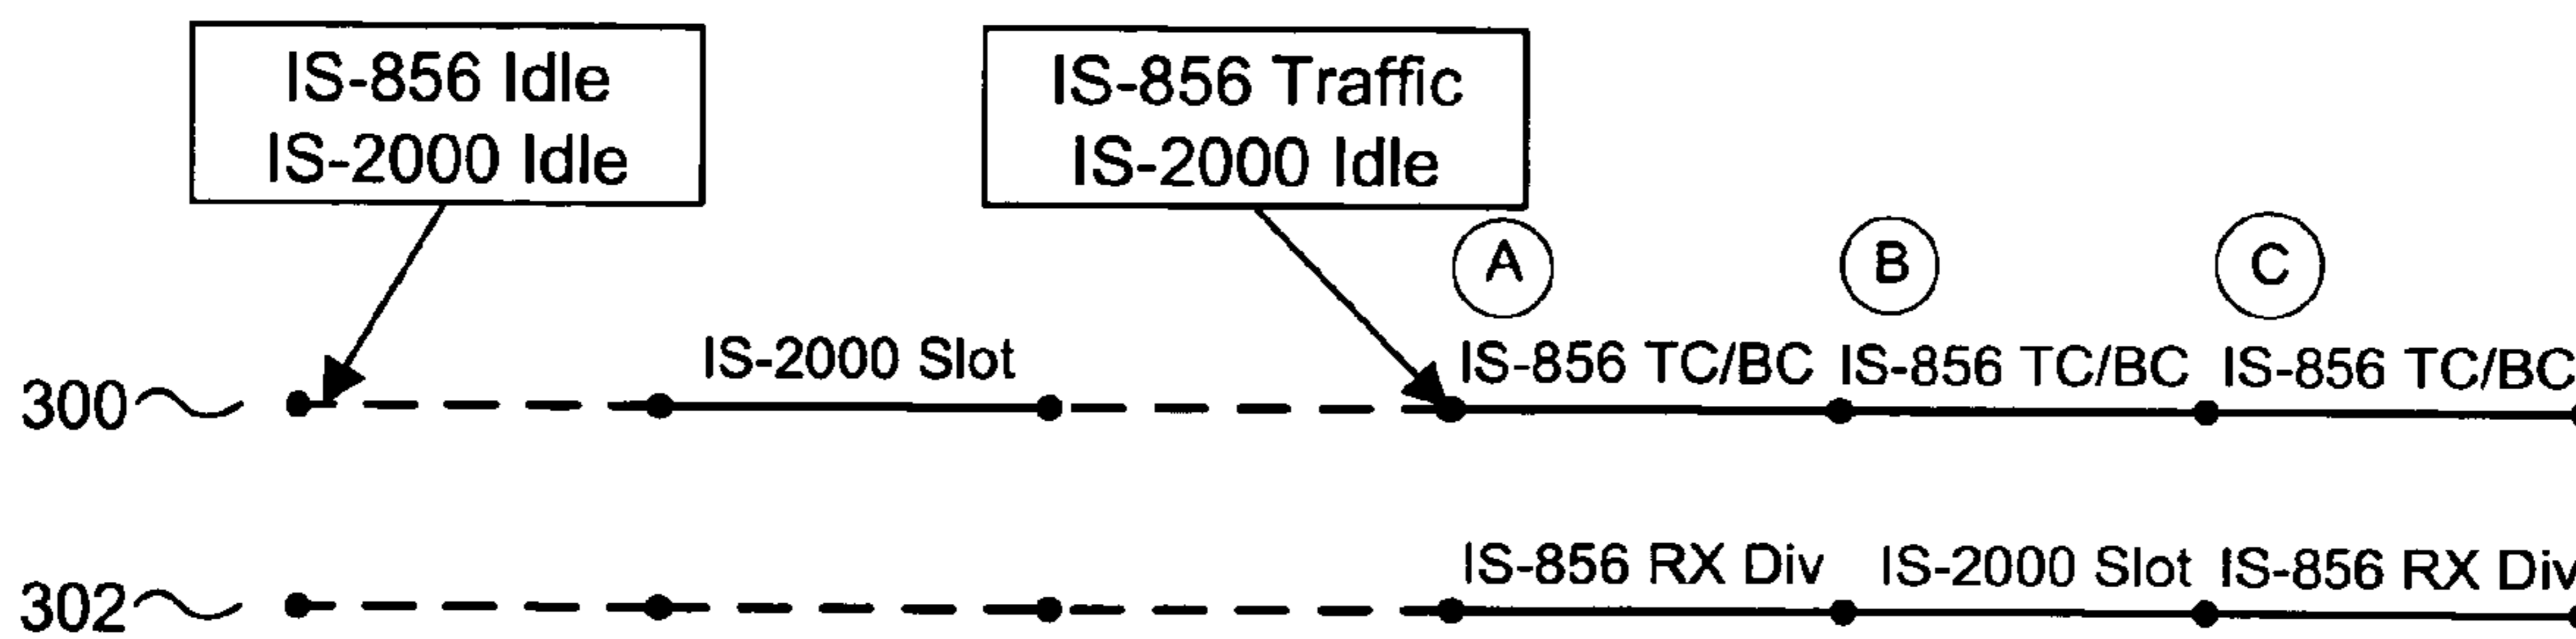 IS-856 Idle
IS-2000 Idle
IS-856 Traffic
IS-2000 Idle
A
B
C
IS-2000 Slot
IS-856 TC/BC
IS-856 TC/BC
IS-856 TC/BC
300
IS-856 RX Div
IS-2000 Slot
IS-856 RX Div
302